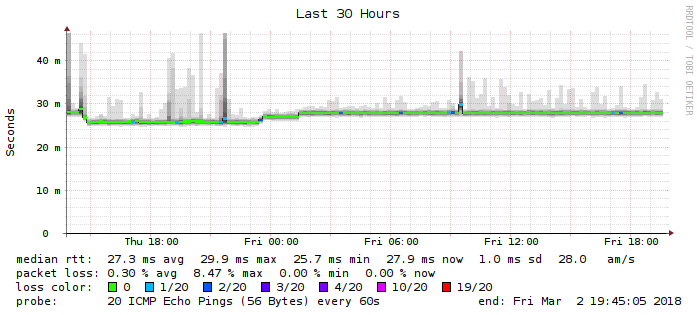 Last 30 Hours
RRDTOOL / TOBI OETIKER
Seconds
40 m
30 m
20 m
10 m
0
Thu 18:00 Fri 00:00 Fri 06:00 Fri 12:00 Fri 18:00
median rtt: 27.3 ms avg 29.9 ms max 25.7 ms min 27.9 ms now 1.0 ms sd 28.0 am/s
packet loss: 0.30 % avg 8.47 % max 0.00 % min 0.00 % now
loss color: 0 1/20 2/20 3/20 4/20 10/20 19/20
probe: 20 ICMP Echo Pings (56 Bytes) every 60s end: Fri Mar 2 19:45:05 2018